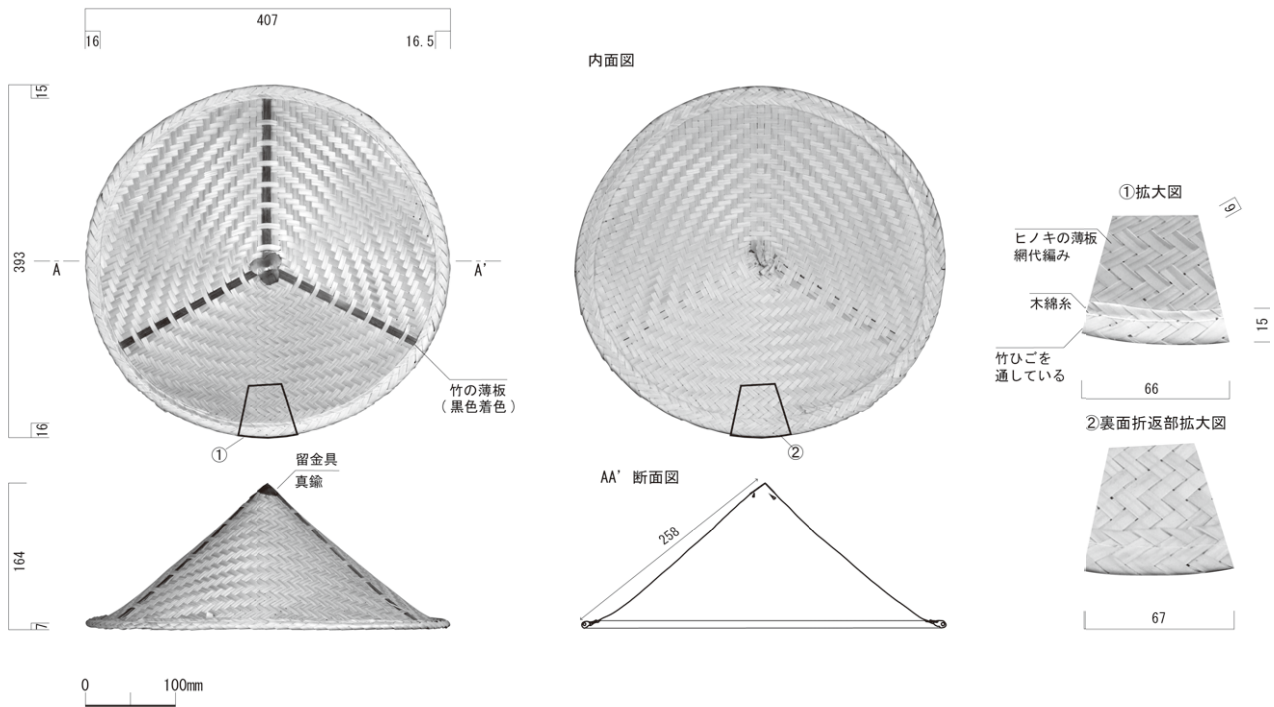 407
16
16.5
内面図
15
393
A
A'
16
竹の薄板
(黒色着色)
①
②
①拡大図
9
ヒノキの薄板
網代編み
木綿糸
15
竹ひごを
通している
66
②裏面折返部拡大図
67
留金具
真鍮
164
7
AA' 断面図
258
0
100mm